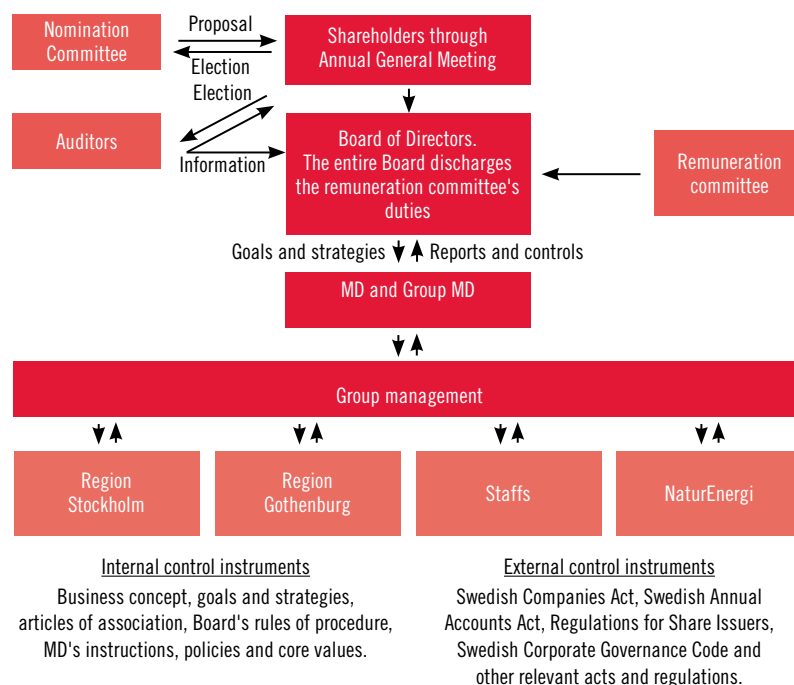 Nomination
Committee
Proposal
Election
Shareholders through
Annual General Meeting
Election
Auditors
Information
Board of Directors.
The entire Board discharges
the remuneration committee's
duties
Remuneration
committee
Goals and strategies
Reports and controls
MD and Group MD
Group management
Region
Stockholm
Region
Gothenburg
Staffs
NaturEnergi
Internal control instruments
Business concept, goals and strategies,
articles of association, Board's rules of procedure,
MD's instructions, policies and core values.
External control instruments
Swedish Companies Act, Swedish Annual
Accounts Act, Regulations for Share Issuers,
Swedish Corporate Governance Code and
other relevant acts and regulations.